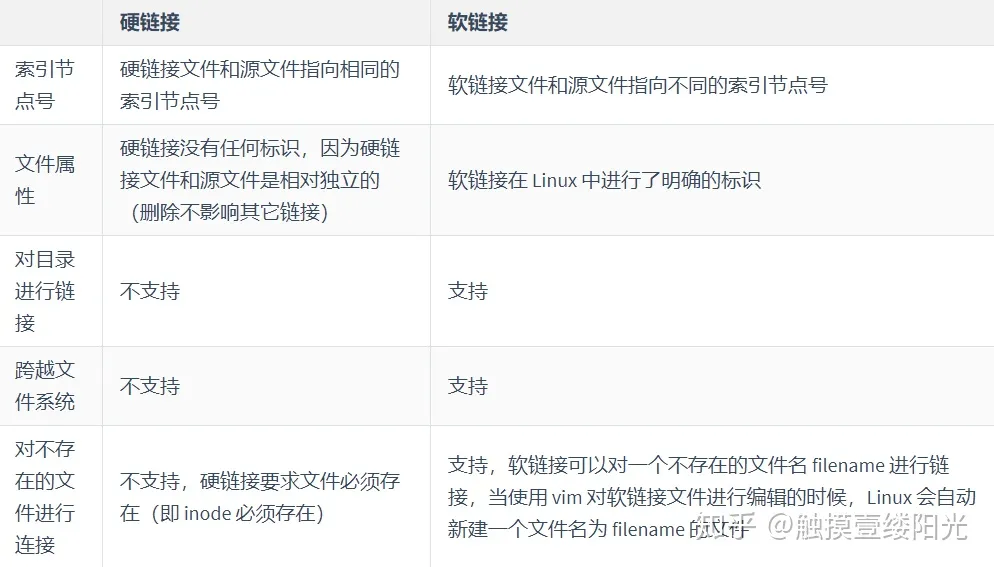 硬链接 软链接
索引节
点号
硬链接文件和源文件指向相同的
索引节点号
软链接文件和源文件指向不同的索引节点号
文件属
性
硬链接没有任何标识，因为硬链
接文件和源文件是相对独立的
（删除不影响其它链接）
软链接在 Linux 中进行了明确的标识
对目录
进行链
接
不支持
支持
跨越文
件系统
不支持
支持
对不存
在的文
件进行
连接
不支持，硬链接要求文件必须存
在（即 inode 必须存在）
支持，软链接可以对一个不存在的文件名 filename 进行链
接，当使用 vim 对软链接文件进行编辑的时候，Linux 会自动
新建一个文件名为 filename 的文件
知乎 @触摸壹缕阳光